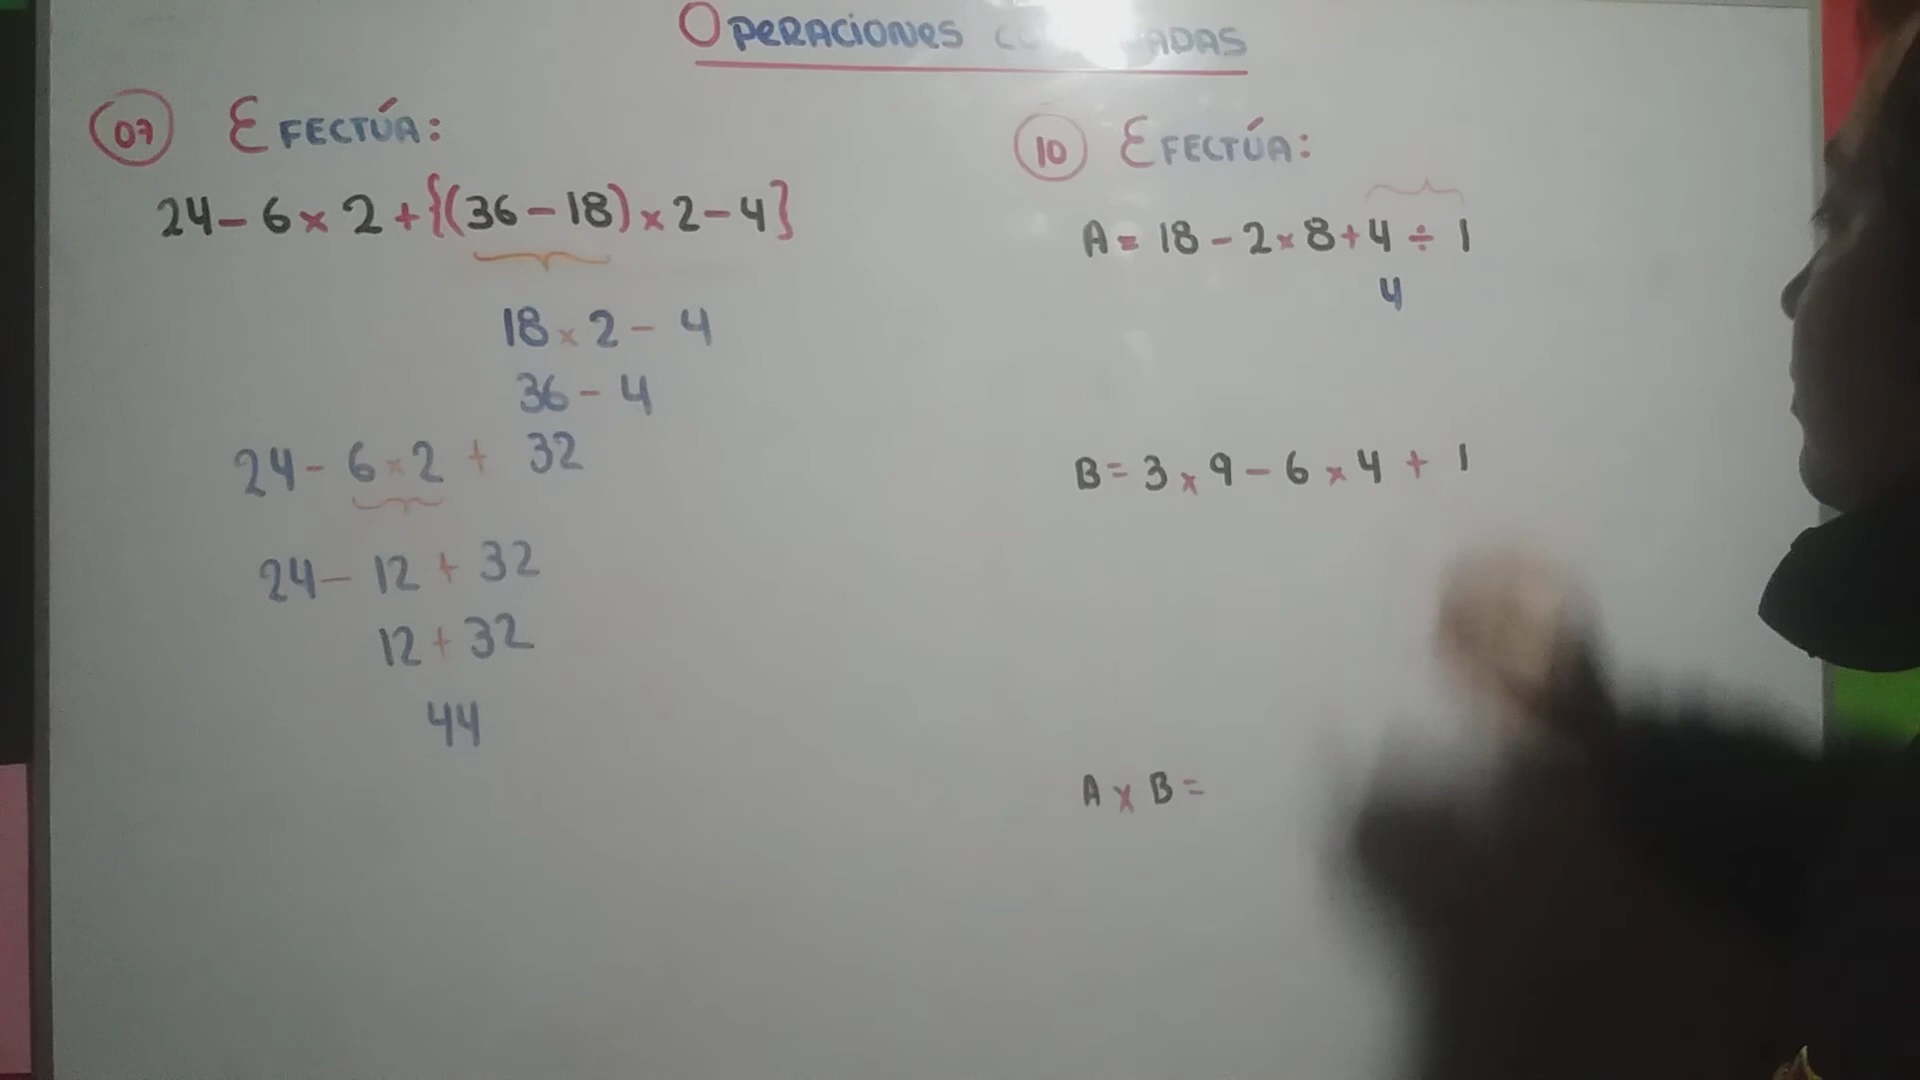 OPERACIONES
07 EFECTÚA:
24 - 6 × 2 + {(36 - 18) × 2 - 4}
18 × 2 - 4
36 - 4
24 - 6 × 2 + 32
24 - 12 + 32
12 + 32
44
10 EFECTÚA:
A = 18 - 2 × 8 + 4 ÷ 1
4
B = 3 × 9 - 6 × 4 + 1
A × B =